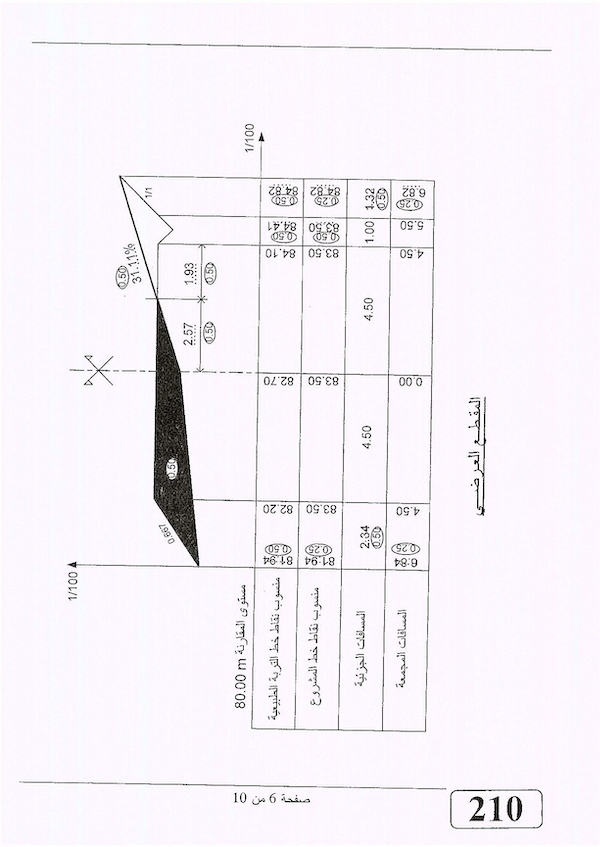 1/100
1/100
1/1
31.11%
0.50
1.93
0.50
2.57
0.50
0.50
0.667
80.00 m مستوى المقارنة
منسوب نقاط خط التربة الطبيعية
81.94 0.50 82.20 82.70 84.10 84.41 0.50 84.82 0.50
منسوب نقاط خط المشروع
81.94 0.25 83.50 83.50 83.50 83.50 0.50 84.82 0.25
المسافات الجزئية
2.34 0.50 4.50 4.50 1.00 1.32 0.50
المسافات المجمعة
6.84 0.25 4.50 0.00 4.50 5.50 6.82 0.25
المقطع العرضي
صفحة 6 من 10
210